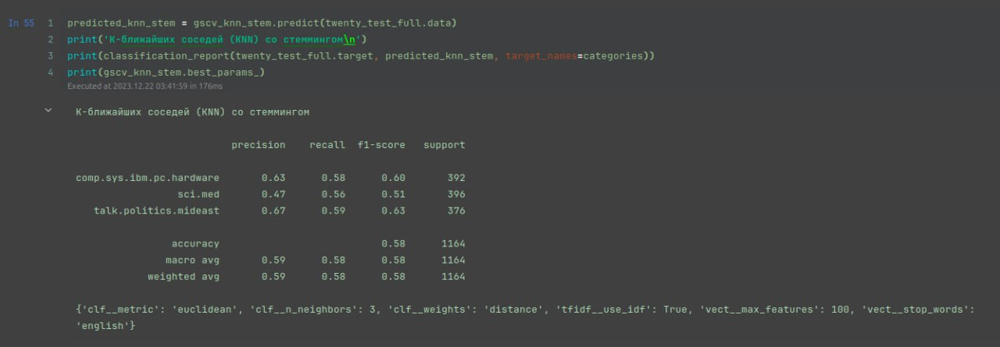 In 55
1 predicted_knn_stem = gscv_knn_stem.predict(twenty_test_full.data)
2 print('К-ближайших соседей (KNN) со стеммингом\n')
3 print(classification_report(twenty_test_full.target, predicted_knn_stem, target_names=categories))
4 print(gscv_knn_stem.best_params_)
Executed at 2023.12.22 03:41:59 in 176ms
К-ближайших соседей (KNN) со стеммингом
precision recall f1-score support
comp.sys.ibm.pc.hardware 0.63 0.58 0.60 392
sci.med 0.47 0.56 0.51 396
talk.politics.mideast 0.67 0.59 0.63 376
accuracy 0.58 1164
macro avg 0.59 0.58 0.58 1164
weighted avg 0.59 0.58 0.58 1164
{'clf__metric': 'euclidean', 'clf__n_neighbors': 3, 'clf__weights': 'distance', 'tfidf__use_idf': True, 'vect__max_features': 100, 'vect__stop_words':
'english'}